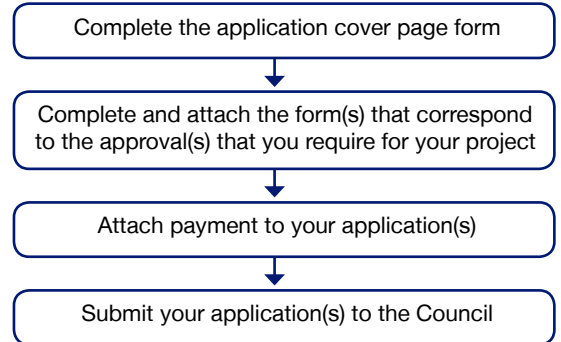 Complete the application cover page form
Complete and attach the form(s) that correspond
to the approval(s) that you require for your project
Attach payment to your application(s)
Submit your application(s) to the Council